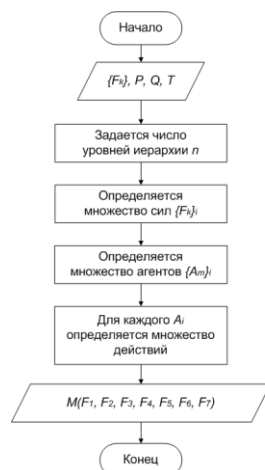 Начало
{Fk}, P, Q, T
Задается число
уровней иерархии n
Определяется
множество сил {Fk}i
Определяется
множество агентов {Am}i
Для каждого Ai
определяется множество
действий
M(F1, F2, F3, F4, F5, F6, F7)
Конец